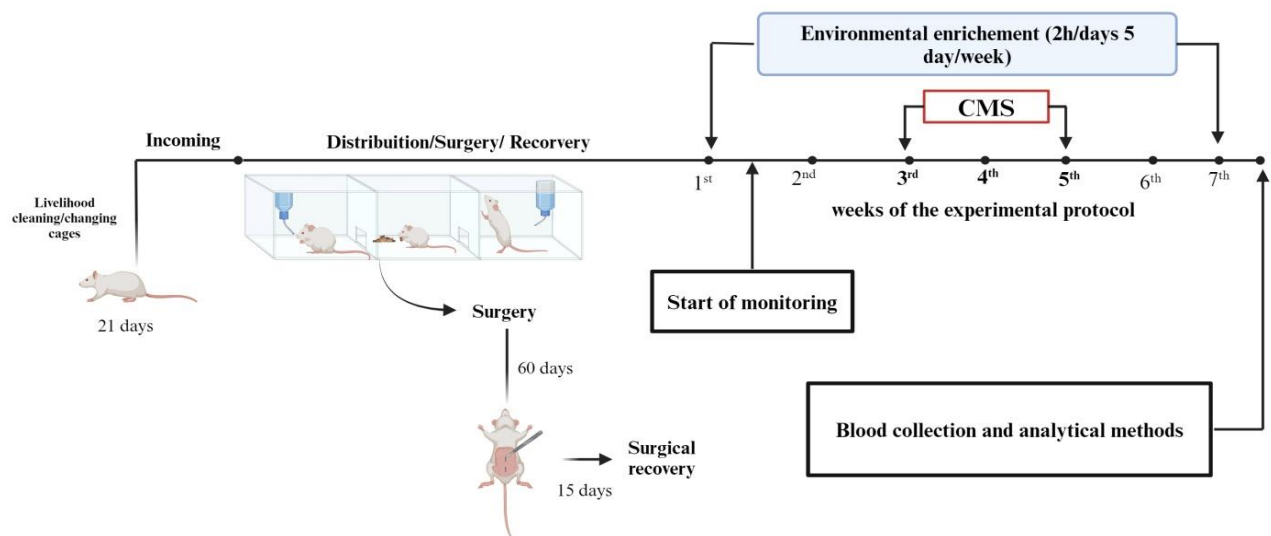 Environmental enrichement (2h/days 5
day/week)
CMS
Incoming
Distribuition/Surgery/ Recorvery
1st
2nd
3rd
4th
5th
6th
7th
weeks of the experimental protocol
Livelihood
cleaning/changing
cages
21 days
Start of monitoring
Surgery
60 days
Blood collection and analytical methods
Surgical
recovery
15 days